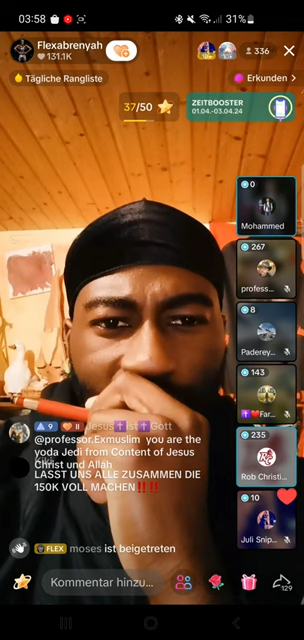 03:58
31%
Flexabrenyah
131.1K
336
Tägliche Rangliste
Erkunden >
37/50
ZEITBOOSTER
01.04.-03.04.24
0
Mohammed
267
profess...
8
Paderey...
143
Far...
235
Rob Christi...
10
Juli Snip...
9 II Jesus ist Gott
@professor.Exmuslim you are the
yoda Jedi from Content of Jesus
Christ und Allah
LASST UNS ALLE ZUSAMMEN DIE
150K VOLL MACHEN‼️‼️
FLEX moses ist beigetreten
Kommentar hinzu...
129